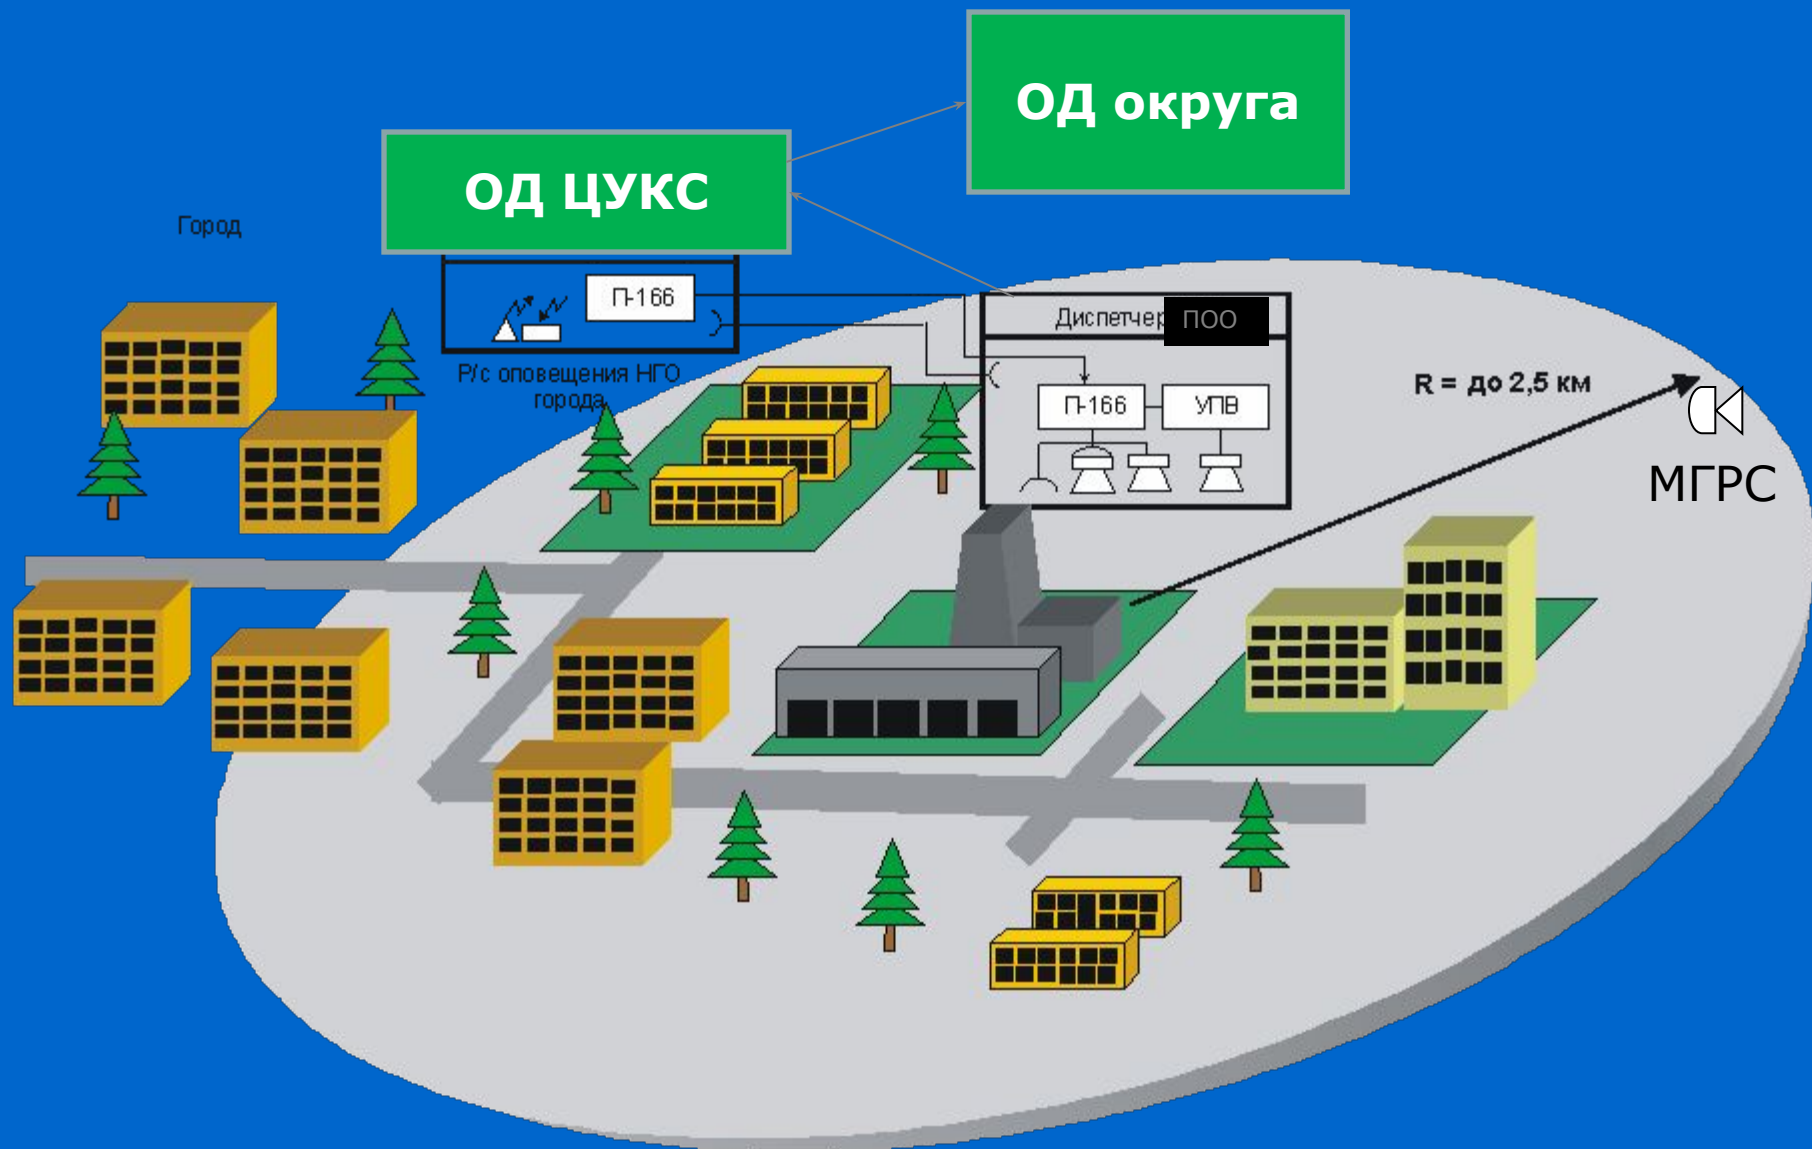 ОД округа
ОД ЦУКС
Город
П-166
Диспетчер ПОО
Р/с оповещения НГО
города
П-166
УПВ
R = до 2,5 км
МГРС